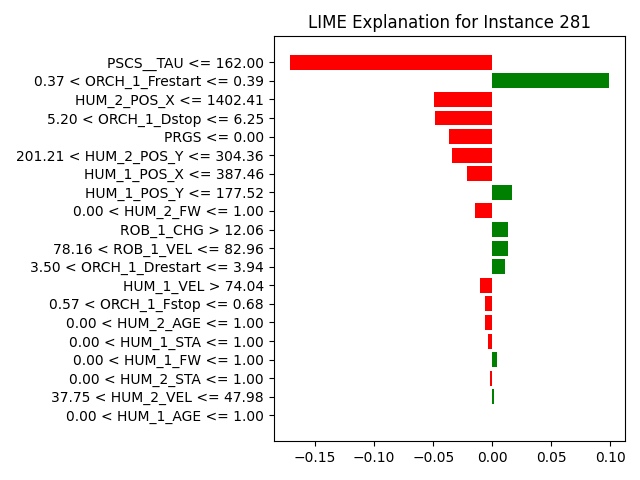 LIME Explanation for Instance 281
PSCS__TAU <= 162.00
0.37 < ORCH_1_Frestart <= 0.39
HUM_2_POS_X <= 1402.41
5.20 < ORCH_1_Dstop <= 6.25
PRGS <= 0.00
201.21 < HUM_2_POS_Y <= 304.36
HUM_1_POS_X <= 387.46
HUM_1_POS_Y <= 177.52
0.00 < HUM_2_FW <= 1.00
ROB_1_CHG > 12.06
78.16 < ROB_1_VEL <= 82.96
3.50 < ORCH_1_Drestart <= 3.94
HUM_1_VEL > 74.04
0.57 < ORCH_1_Fstop <= 0.68
0.00 < HUM_2_AGE <= 1.00
0.00 < HUM_1_STA <= 1.00
0.00 < HUM_1_FW <= 1.00
0.00 < HUM_2_STA <= 1.00
37.75 < HUM_2_VEL <= 47.98
0.00 < HUM_1_AGE <= 1.00
−0.15 −0.10 −0.05 0.00 0.05 0.10